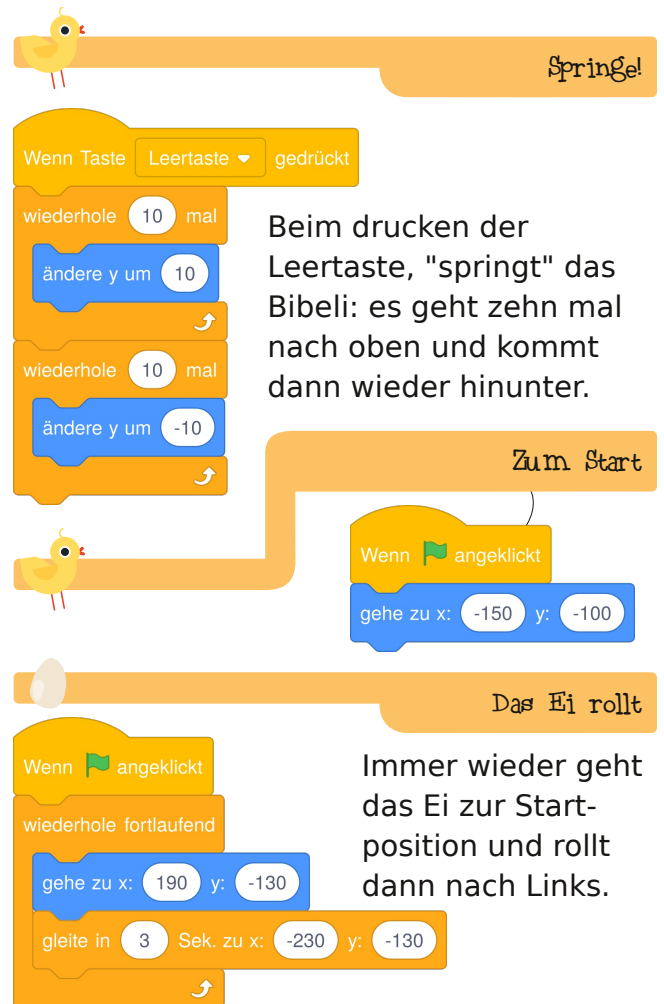 Springe!
Wenn Taste Leertaste gedrückt
wiederhole 10 mal
ändere y um 10
wiederhole 10 mal
ändere y um -10
Beim drucken der
Leertaste, "springt" das
Bibeli: es geht zehn mal
nach oben und kommt
dann wieder hinunter.
Zum Start
Wenn angeklickt
gehe zu x: -150 y: -100
Das Ei rollt
Wenn angeklickt
wiederhole fortlaufend
gehe zu x: 190 y: -130
gleite in 3 Sek. zu x: -230 y: -130
Immer wieder geht
das Ei zur Start-
position und rollt
dann nach Links.